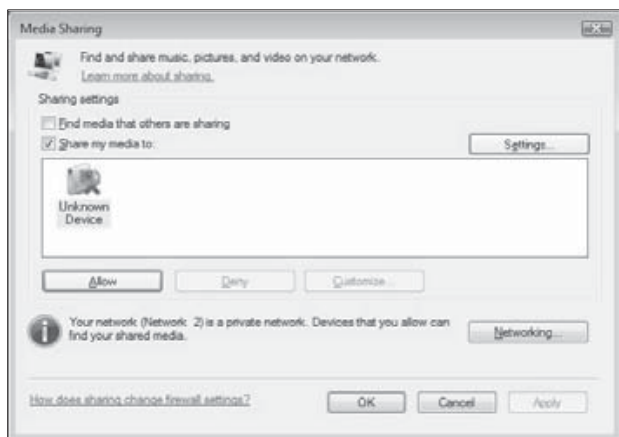 Media Sharing
Find and share music, pictures, and video on your network.
Learn more about sharing.
Sharing settings
Find media that others are sharing
Share my media to:
Settings...
Unknown
Device
Allow
Deny
Customize...
Your network (Network 2) is a private network. Devices that you allow can
find your shared media.
Networking...
How does sharing change firewall settings?
OK
Cancel
Apply